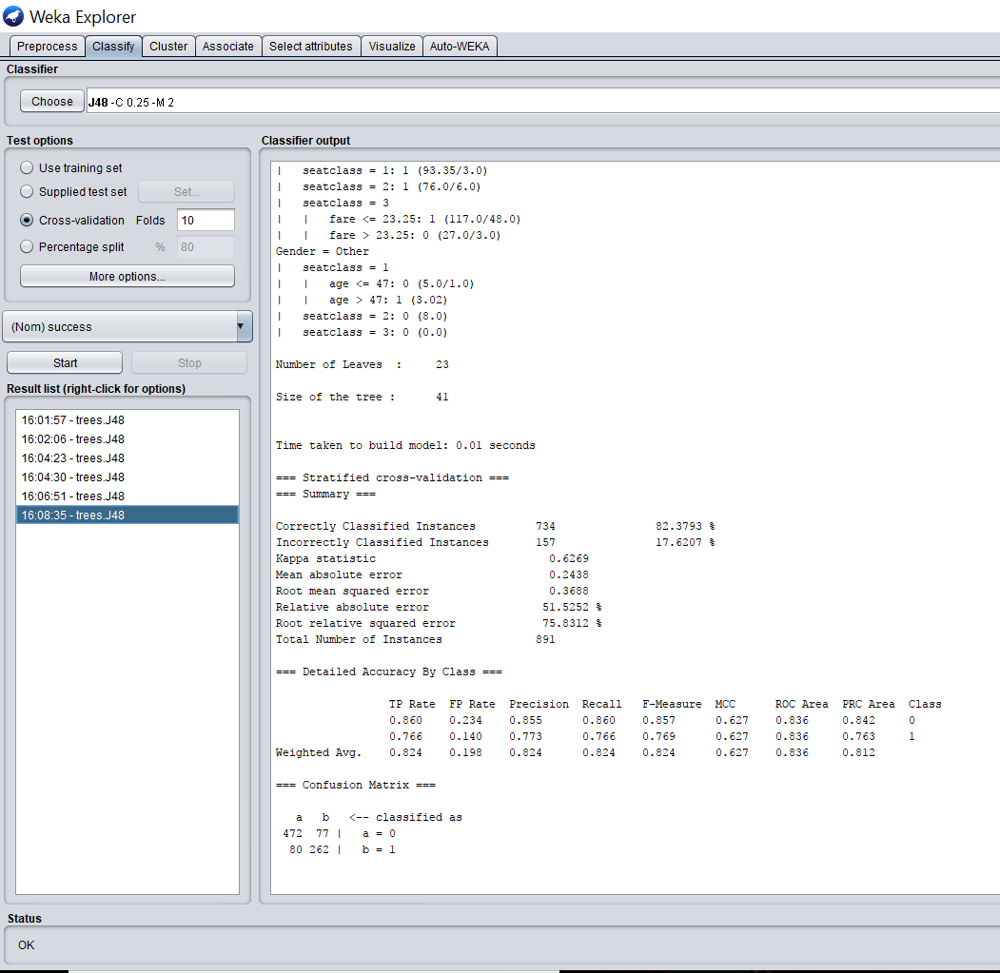 Weka Explorer
Preprocess Classify Cluster Associate Select attributes Visualize Auto-WEKA
Classifier
Choose J48 -C 0.25 -M 2
Test options
Use training set
Supplied test set Set...
Cross-validation Folds 10
Percentage split % 80
More options...
(Nom) success
Start Stop
Result list (right-click for options)
16:01:57 - trees.J48
16:02:06 - trees.J48
16:04:23 - trees.J48
16:04:30 - trees.J48
16:06:51 - trees.J48
16:08:35 - trees.J48
Classifier output
|   seatclass = 1: 1 (93.35/3.0)
|   seatclass = 2: 1 (76.0/6.0)
|   seatclass = 3
|   |   fare <= 23.25: 1 (117.0/48.0)
|   |   fare > 23.25: 0 (27.0/3.0)
Gender = Other
|   seatclass = 1
|   |   age <= 47: 0 (5.0/1.0)
|   |   age > 47: 1 (3.02)
|   seatclass = 2: 0 (8.0)
|   seatclass = 3: 0 (0.0)
Number of Leaves  :     23
Size of the tree :      41
Time taken to build model: 0.01 seconds
=== Stratified cross-validation ===
=== Summary ===
Correctly Classified Instances         734               82.3793 %
Incorrectly Classified Instances       157               17.6207 %
Kappa statistic                          0.6269
Mean absolute error                      0.2438
Root mean squared error                  0.3688
Relative absolute error                 51.5252 %
Root relative squared error             75.8312 %
Total Number of Instances              891
=== Detailed Accuracy By Class ===
TP Rate  FP Rate  Precision  Recall   F-Measure  MCC      ROC Area  PRC Area  Class
0.860    0.234    0.855      0.860    0.857      0.627    0.836     0.842     0
0.766    0.140    0.773      0.766    0.769      0.627    0.836     0.763     1
Weighted Avg.    0.824    0.198    0.824      0.824    0.824      0.627    0.836     0.812
=== Confusion Matrix ===
a   b   <-- classified as
472  77 |   a = 0
80 262 |   b = 1
Status
OK